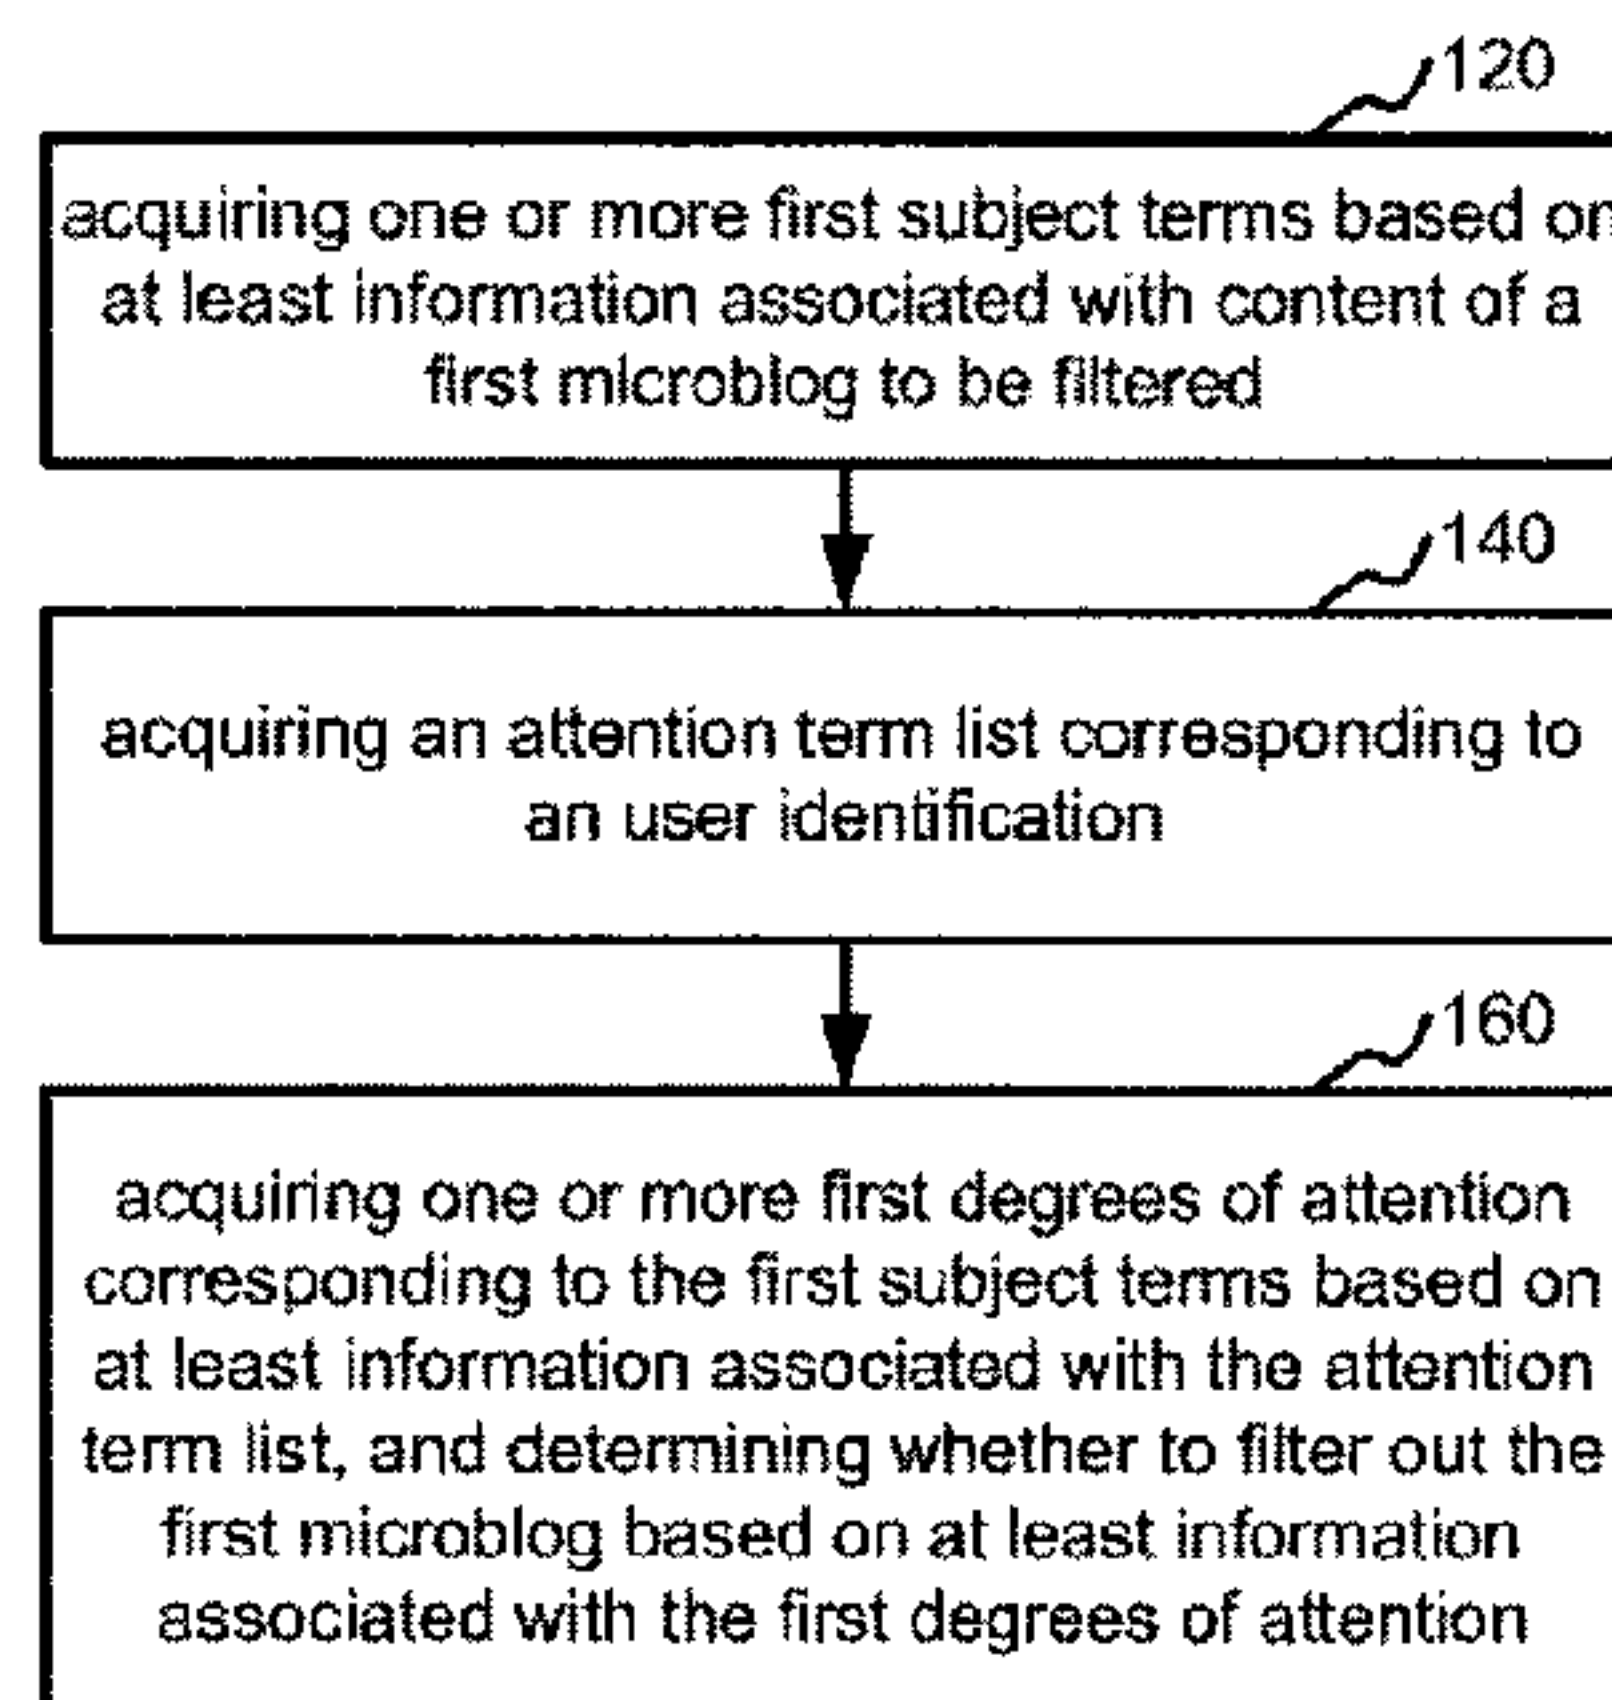 120
acquiring one or more first subject terms based on
at least information associated with content of a
first microblog to be filtered
140
acquiring an attention term list corresponding to
an user identification
160
acquiring one or more first degrees of attention
corresponding to the first subject terms based on
at least information associated with the attention
term list, and determining whether to filter out the
first microblog based on at least information
associated with the first degrees of attention